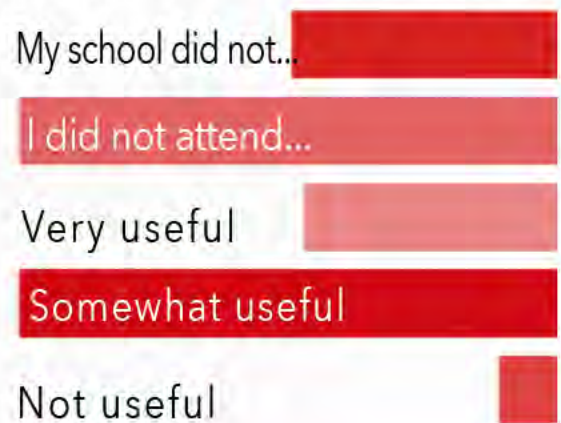 My school did not...
I did not attend...
Very useful
Somewhat useful
Not useful